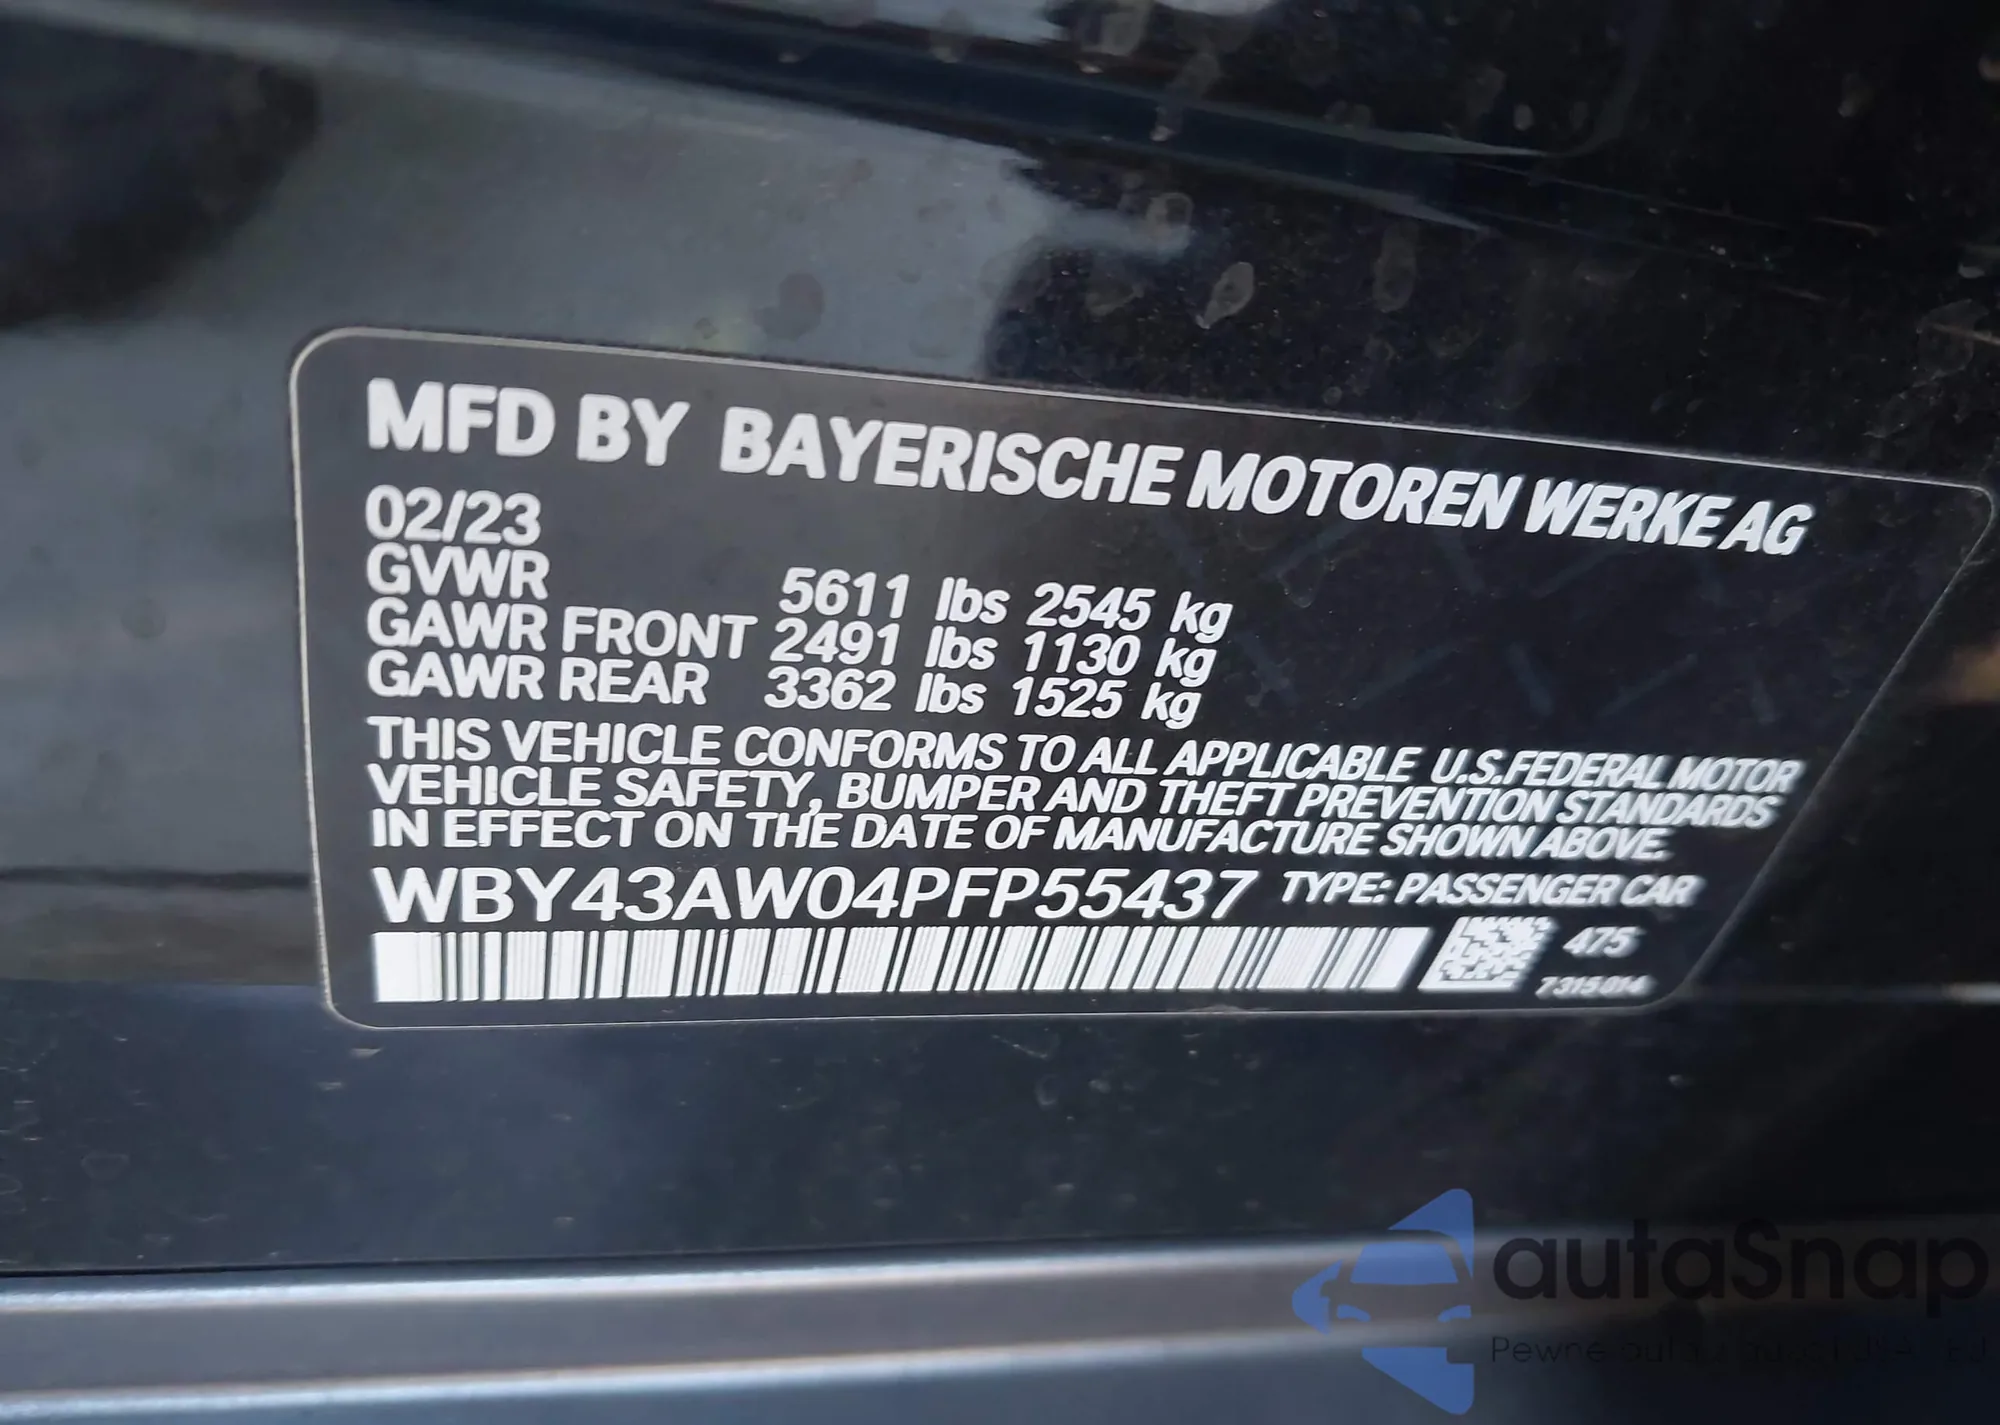 MFD BY BAYERISCHE MOTOREN WERKE AG
02/23
GVWR 5611 lbs 2545 kg
GAWR FRONT 2491 lbs 1130 kg
GAWR REAR 3362 lbs 1525 kg
THIS VEHICLE CONFORMS TO ALL APPLICABLE U.S.FEDERAL MOTOR
VEHICLE SAFETY, BUMPER AND THEFT PREVENTION STANDARDS
IN EFFECT ON THE DATE OF MANUFACTURE SHOWN ABOVE.
WBY43AW04PFP55437 TYPE: PASSENGER CAR
475
7315014
autaSnap
Pewne auta